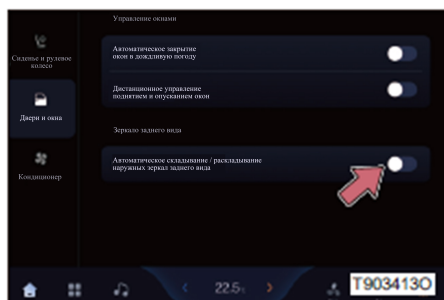 Управление окнами
Сиденье и рулевое
колесо
Автоматическое закрытие
окон в дождливую погоду
Дистанционное управление
поднятием и опусканием окон
Двери и окна
Зеркало заднего вида
Автоматическое складывание / раскладывание
наружных зеркал заднего вида
Кондиционер
22.5
T903413O